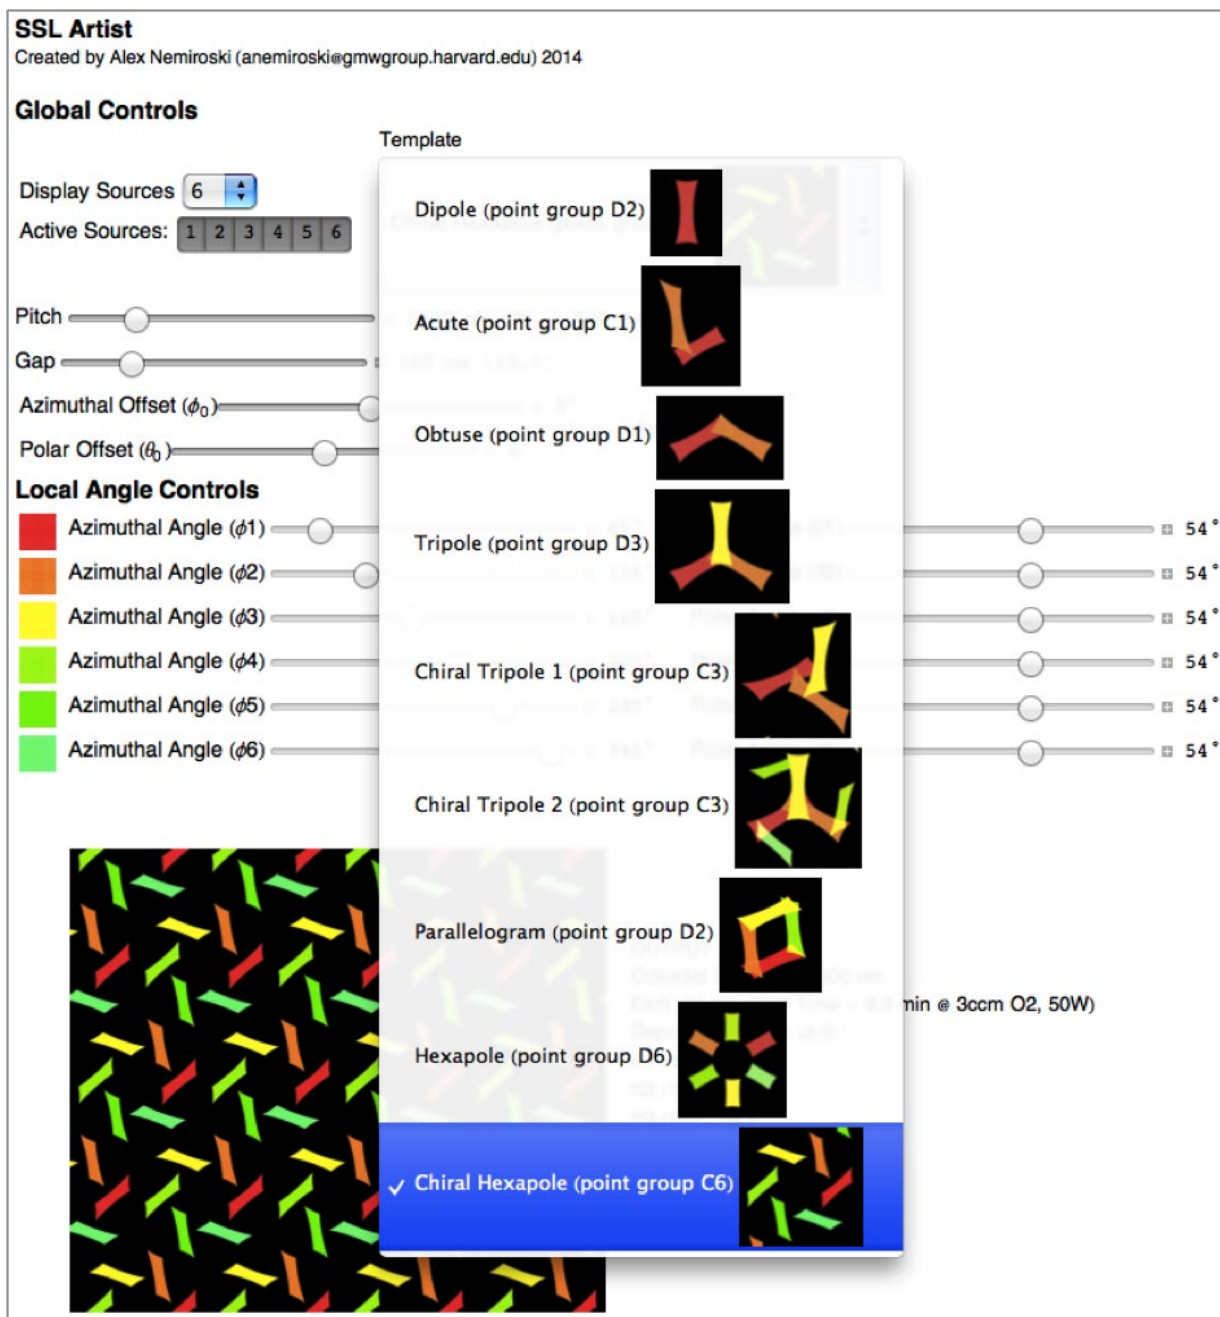 SSL Artist
Created by Alex Nemiroski (anemiroski@gmwgroup.harvard.edu) 2014
Global Controls
Template
Display Sources 6
Active Sources: 1 2 3 4 5 6
Pitch
Gap
Azimuthal Offset (ϕ0)
Polar Offset (θ0)
Local Angle Controls
Azimuthal Angle (ϕ1) 54°
Azimuthal Angle (ϕ2) 54°
Azimuthal Angle (ϕ3) 54°
Azimuthal Angle (ϕ4) 54°
Azimuthal Angle (ϕ5) 54°
Azimuthal Angle (ϕ6) 54°
Dipole (point group D2)
Acute (point group C1)
Obtuse (point group D1)
Tripole (point group D3)
Chiral Tripole 1 (point group C3)
Chiral Tripole 2 (point group C3)
Parallelogram (point group D2)
Hexapole (point group D6)
✓ Chiral Hexapole (point group C6)
min @ 3ccm O2, 50W)